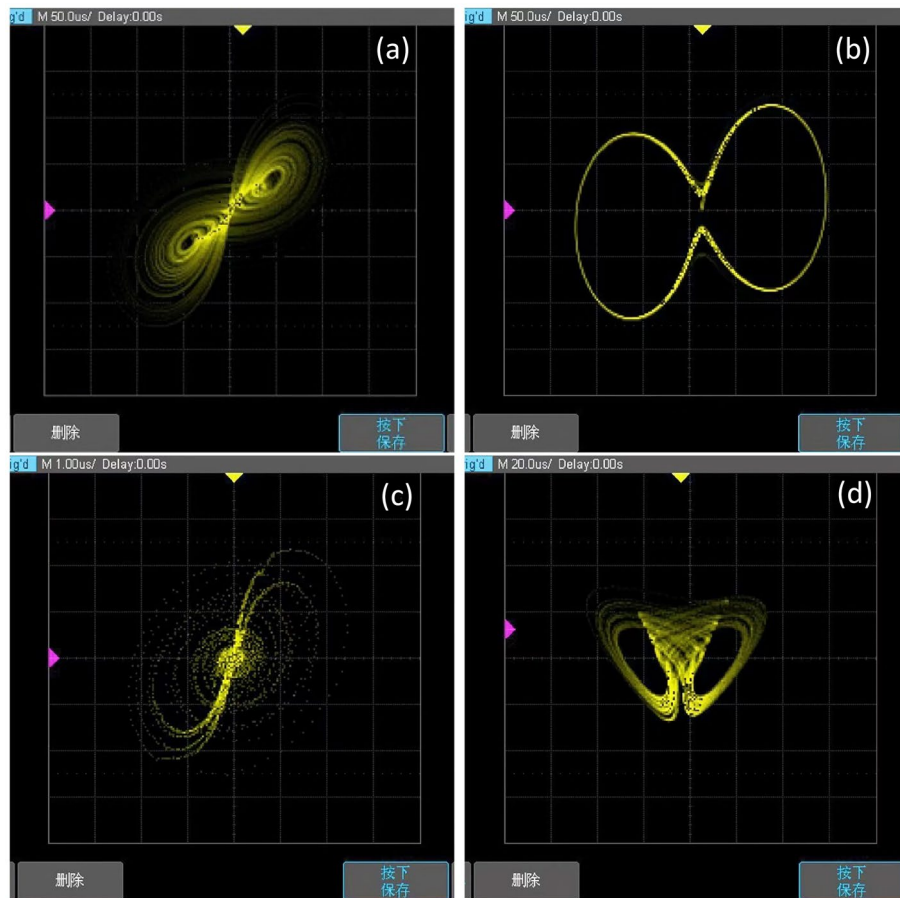 ig'd M 50.0us/ Delay:0.00s
(a)
删除
按下
保存
ig'd M 50.0us/ Delay:0.00s
(b)
删除
按下
保存
ig'd M 1.00us/ Delay:0.00s
(c)
删除
按下
保存
ig'd M 20.0us/ Delay:0.00s
(d)
删除
按下
保存